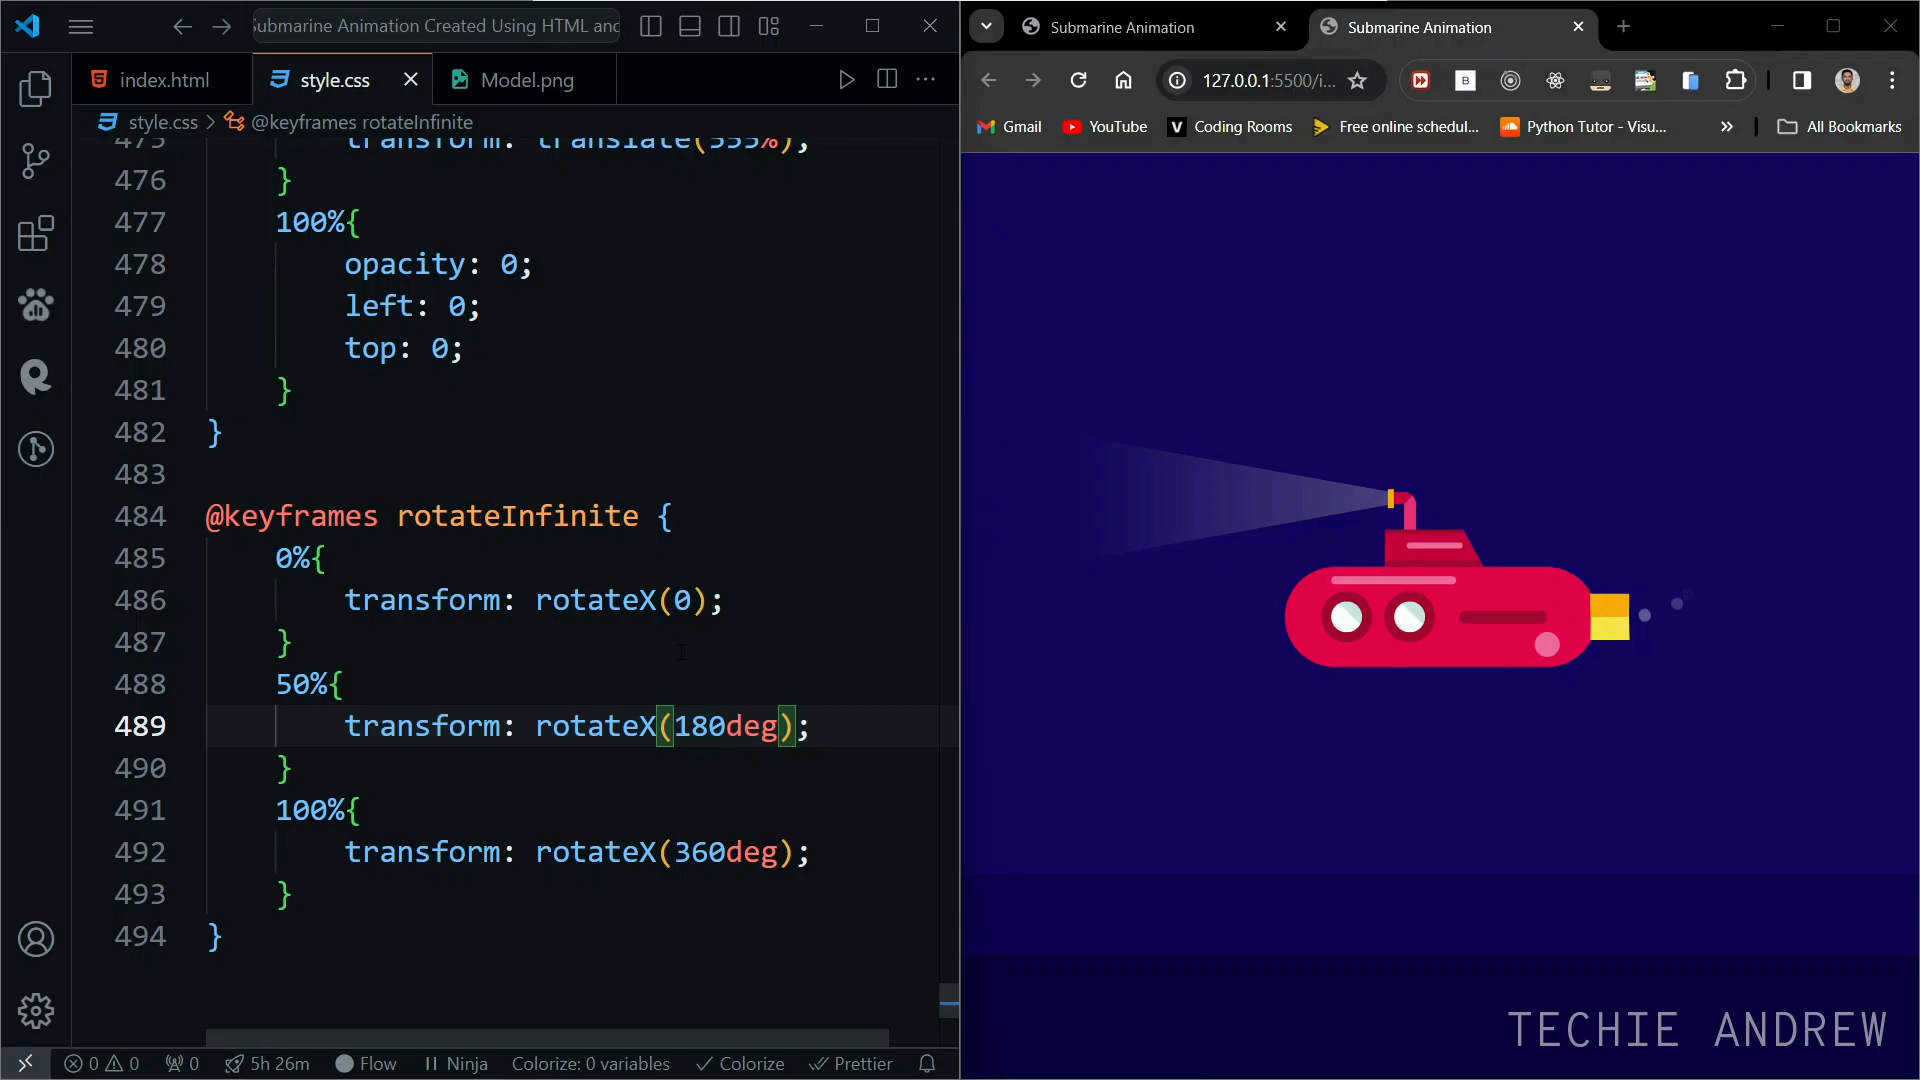 Submarine Animation Created Using HTML and
index.html
style.css
Model.png
style.css > @keyframes rotateInfinite
475 transform: translate(555%);
476 }
477 100%{
478 opacity: 0;
479 left: 0;
480 top: 0;
481 }
482 }
483
484 @keyframes rotateInfinite {
485 0%{
486 transform: rotateX(0);
487 }
488 50%{
489 transform: rotateX(180deg);
490 }
491 100%{
492 transform: rotateX(360deg);
493 }
494 }
0 0 0 5h 26m Flow Ninja Colorize: 0 variables Colorize Prettier
Submarine Animation
Submarine Animation
127.0.0.1:5500/i...
B
Gmail YouTube V Coding Rooms Free online schedul... Python Tutor - Visu... » All Bookmarks
TECHIE ANDREW